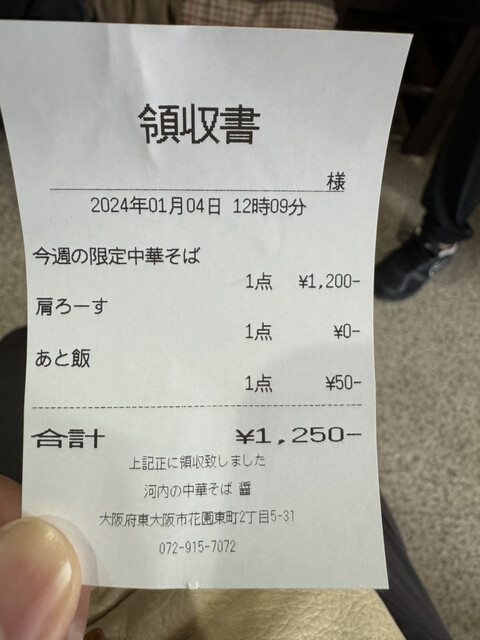 領収書
様
2024年01月04日 12時09分
今週の限定中華そば
1点 ¥1,200-
肩ろーす
1点 ¥0-
あと飯
1点 ¥50-
合計 ¥1,250-
上記正に領収致しました
河内の中華そば 醤
大阪府東大阪市花園東町2丁目5-31
072-915-7072